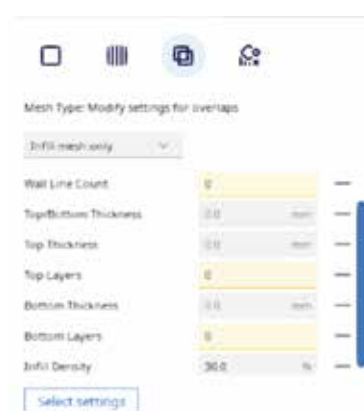 Mesh Type: Modify settings for overlaps
Infill mesh only
Wall Line Count 0
Top/Bottom Thickness 0.0 mm
Top Thickness 0.0 mm
Top Layers 0
Bottom Thickness 0.0 mm
Bottom Layers 0
Infill Density 30.0 %
Select settings